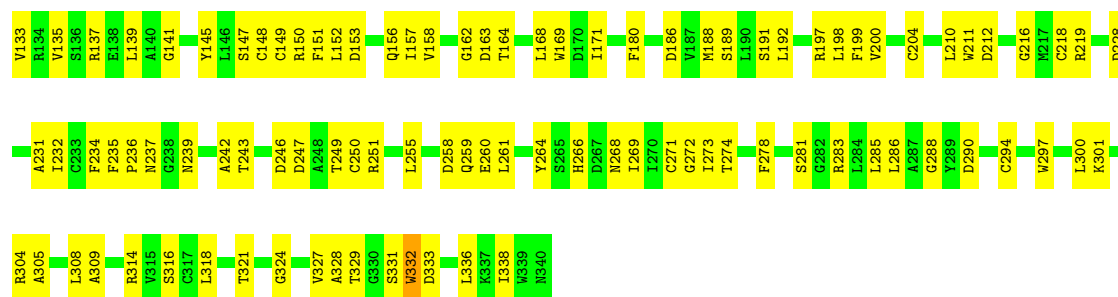 V133 R134 V135 S136 R137 E138 L139 A140 G141 Y145 L146 S147 C148 C149 R150 F151 L152 D153 Q156 I157 V158 G162 D163 T164 L168 W169 D170 I171 F180 D186 V187 M188 S189 L190 S191 L192 R197 L198 F199 V200 C204 L210 W211 D212 G216 M217 C218 R219
A231 I232 C233 F234 F235 P236 N237 G238 N239 A242 T243 D246 D247 A248 T249 C250 R251 L255 D258 Q259 E260 L261 Y264 S265 H266 D267 N268 I269 I270 C271 G272 I273 T274 F278 S281 G282 R283 L284 L285 L286 A287 G288 Y289 D290 C294 W297 L300 K301
R304 A305 L308 A309 R314 V315 S316 C317 L318 T321 G324 V327 A328 T329 G330 S331 W332 D333 L336 K337 I338 W339 N340